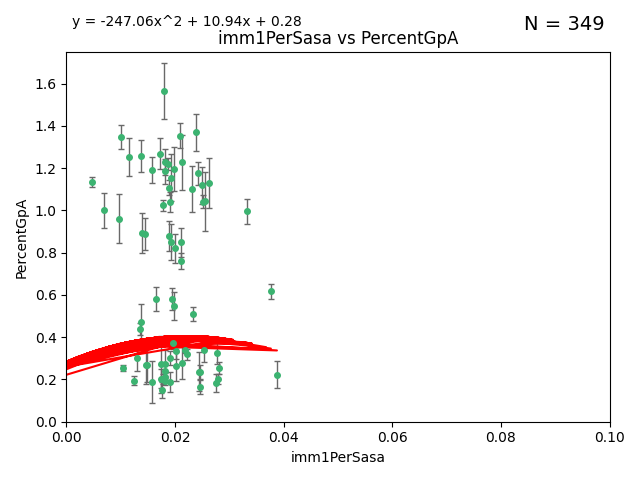 y = -247.06x^2 + 10.94x + 0.28
N = 349
imm1PerSasa vs PercentGpA
PercentGpA
1.6
1.4
1.2
1.0
0.8
0.6
0.4
0.2
0.0
0.00 0.02 0.04 0.06 0.08 0.10
imm1PerSasa